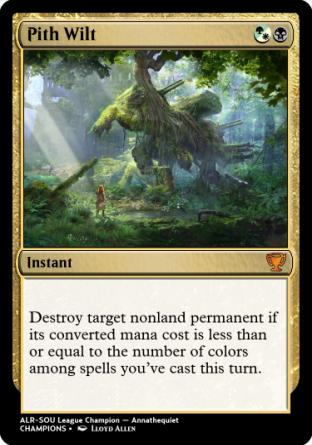 Pith Wilt
Instant
Destroy target nonland permanent if
its converted mana cost is less than
or equal to the number of colors
among spells you've cast this turn.
ALR-SOU League Champion — Annathequiet
CHAMPIONS • Lloyd Allen